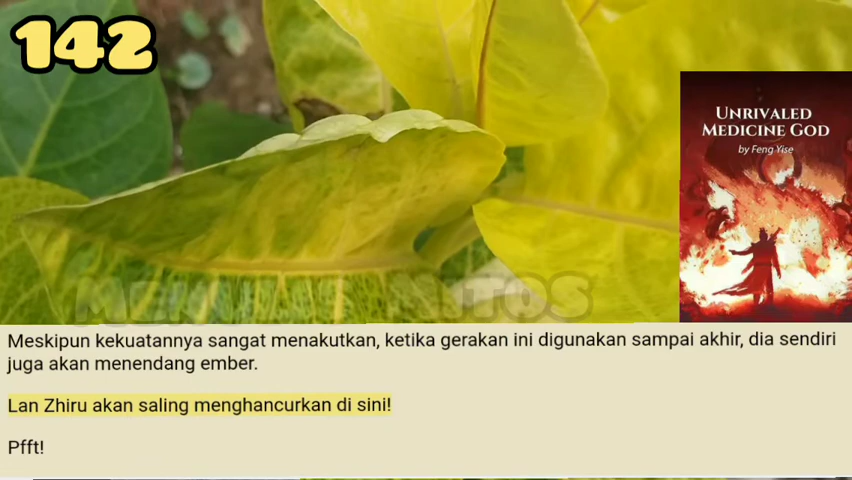 142
UNRIVALED
MEDICINE GOD
by Feng Yise
Meskipun kekuatannya sangat menakutkan, ketika gerakan ini digunakan sampai akhir, dia sendiri
juga akan menendang ember.
Lan Zhiru akan saling menghancurkan di sini!
Pfft!